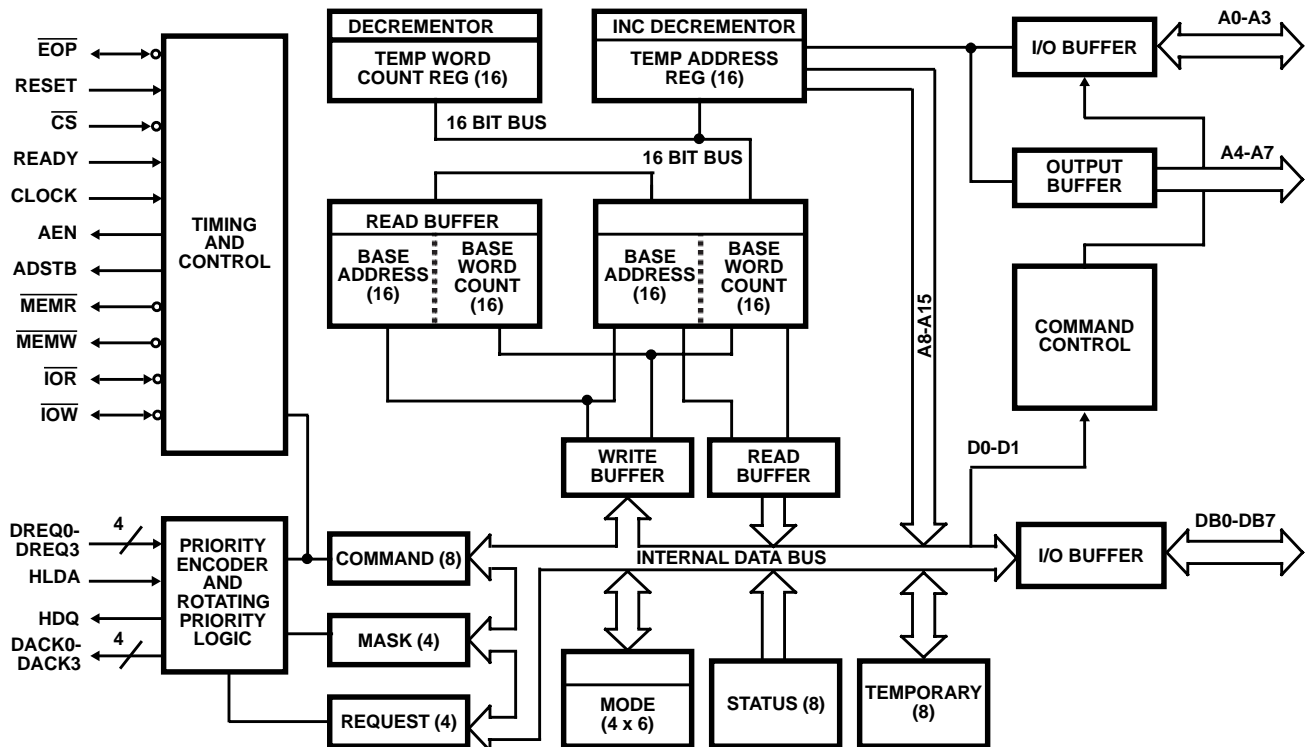 EOP
RESET
CS
READY
CLOCK
AEN
ADSTB
MEMR
MEMW
IOR
IOW
TIMING
AND
CONTROL
DREQ0-
DREQ3
4
HLDA
HDQ
DACK0-
DACK3
4
PRIORITY
ENCODER
AND
ROTATING
PRIORITY
LOGIC
DECREMENTOR
TEMP WORD
COUNT REG (16)
INC DECREMENTOR
TEMP ADDRESS
REG (16)
16 BIT BUS
16 BIT BUS
READ BUFFER
BASE
ADDRESS
(16)
BASE
WORD
COUNT
(16)
BASE
ADDRESS
(16)
BASE
WORD
COUNT
(16)
WRITE
BUFFER
READ
BUFFER
A8-A15
COMMAND (8)
MASK (4)
REQUEST (4)
INTERNAL DATA BUS
MODE
(4 x 6)
STATUS (8)
TEMPORARY
(8)
I/O BUFFER
A0-A3
OUTPUT
BUFFER
A4-A7
COMMAND
CONTROL
D0-D1
I/O BUFFER
DB0-DB7